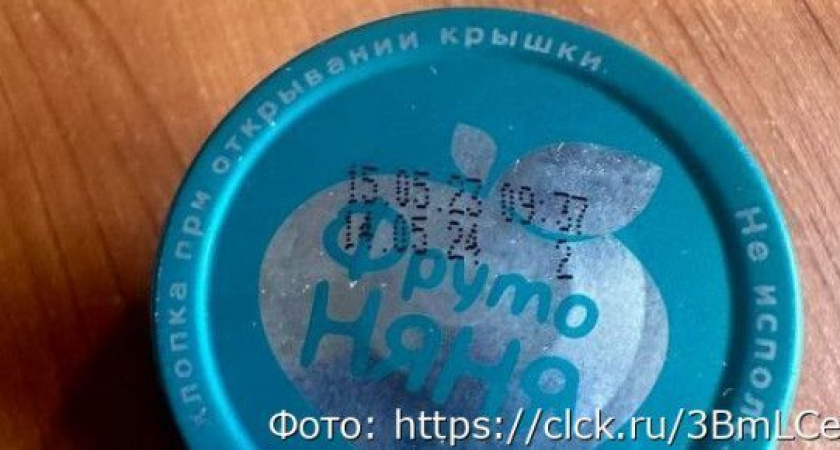 Не испол
хлопка при открывании крышки.
15.05.23 09:37
14.05.24 2
Фруто
Няня
Фото: https://clck.ru/3BmLCe